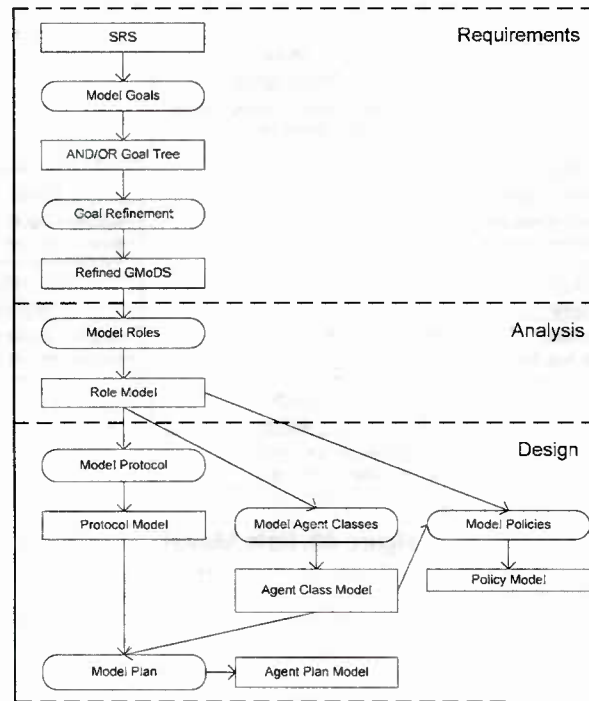 Requirements
SRS
Model Goals
AND/OR Goal Tree
Goal Refinement
Refined GMoDS
Analysis
Model Roles
Role Model
Design
Model Protocol
Protocol Model
Model Agent Classes
Model Policies
Agent Class Model
Policy Model
Model Plan
Agent Plan Model